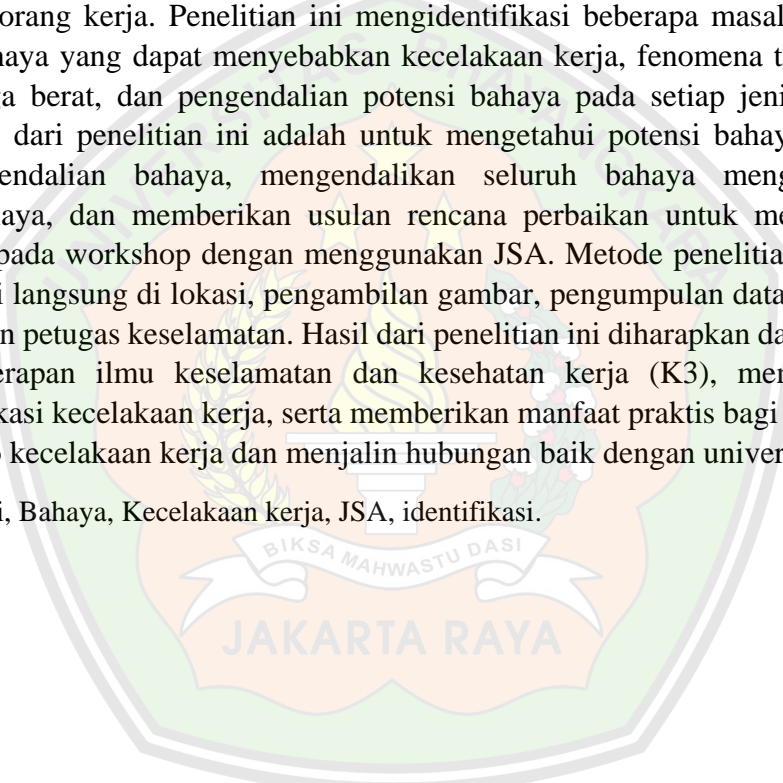 orang kerja. Penelitian ini mengidentifikasi beberapa masal
haya yang dapat menyebabkan kecelakaan kerja, fenomena t
ga berat, dan pengendalian potensi bahaya pada setiap jeni
dari penelitian ini adalah untuk mengetahui potensi bahay
endalian bahaya, mengendalikan seluruh bahaya meng
aya, dan memberikan usulan rencana perbaikan untuk me
pada workshop dengan menggunakan JSA. Metode penelitia
i langsung di lokasi, pengambilan gambar, pengumpulan data
n petugas keselamatan. Hasil dari penelitian ini diharapkan da
erapan ilmu keselamatan dan kesehatan kerja (K3), men
kasi kecelakaan kerja, serta memberikan manfaat praktis bagi
o kecelakaan kerja dan menjalin hubungan baik dengan univer
i, Bahaya, Kecelakaan kerja, JSA, identifikasi.
UNIVERSITAS BHAYANGKARA
BIKSA MAHWASTU DASI
JAKARTA RAYA